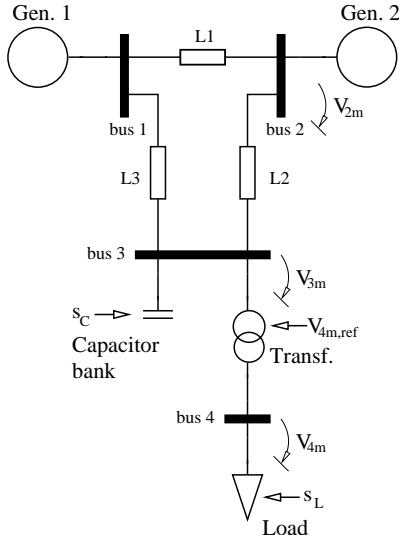 Gen. 1
Gen. 2
L1
bus 1
bus 2
V2m
L3
L2
bus 3
V3m
sC
V4m,ref
Capacitor
bank
Transf.
bus 4
V4m
sL
Load